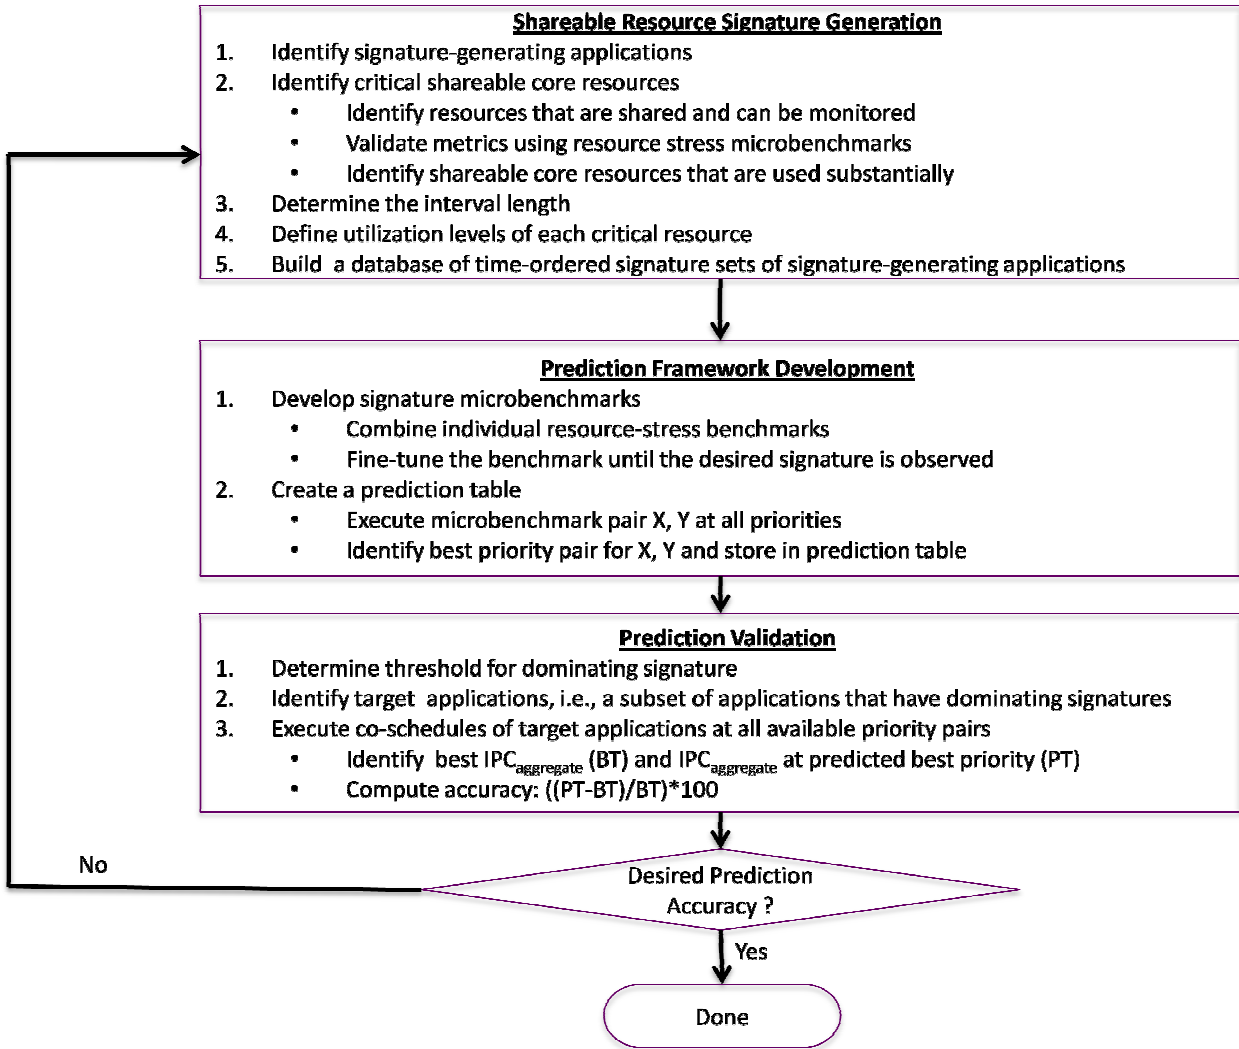 Shareable Resource Signature Generation
1. Identify signature-generating applications
2. Identify critical shareable core resources
• Identify resources that are shared and can be monitored
• Validate metrics using resource stress microbenchmarks
• Identify shareable core resources that are used substantially
3. Determine the interval length
4. Define utilization levels of each critical resource
5. Build a database of time-ordered signature sets of signature-generating applications
Prediction Framework Development
1. Develop signature microbenchmarks
• Combine individual resource-stress benchmarks
• Fine-tune the benchmark until the desired signature is observed
2. Create a prediction table
• Execute microbenchmark pair X, Y at all priorities
• Identify best priority pair for X, Y and store in prediction table
Prediction Validation
1. Determine threshold for dominating signature
2. Identify target applications, i.e., a subset of applications that have dominating signatures
3. Execute co-schedules of target applications at all available priority pairs
• Identify best IPCaggregate (BT) and IPCaggregate at predicted best priority (PT)
• Compute accuracy: ((PT-BT)/BT)*100
No
Desired Prediction
Accuracy ?
Yes
Done